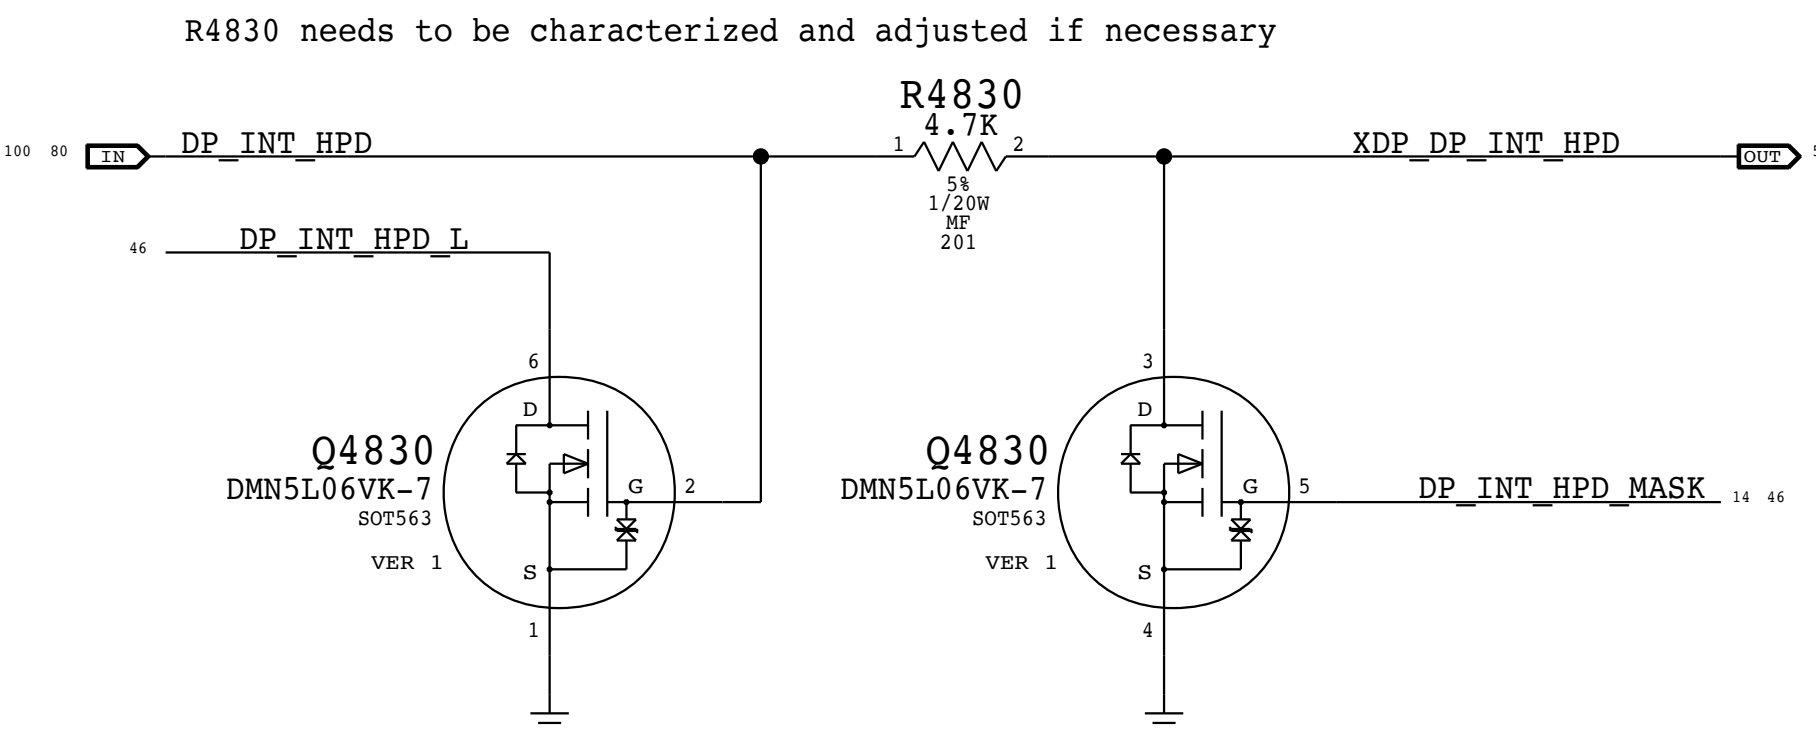 R4830 needs to be characterized and adjusted if necessary
R4830
4.7K
100 80 IN DP_INT_HPD 1 2 XDP_DP_INT_HPD OUT
5%
1/20W
MF
201
46 DP_INT_HPD_L
6 3
D D
Q4830 Q4830
DMN5L06VK-7 G 2 DMN5L06VK-7 G 5 DP_INT_HPD_MASK 14 46
SOT563 SOT563
VER 1 VER 1
S S
1 4